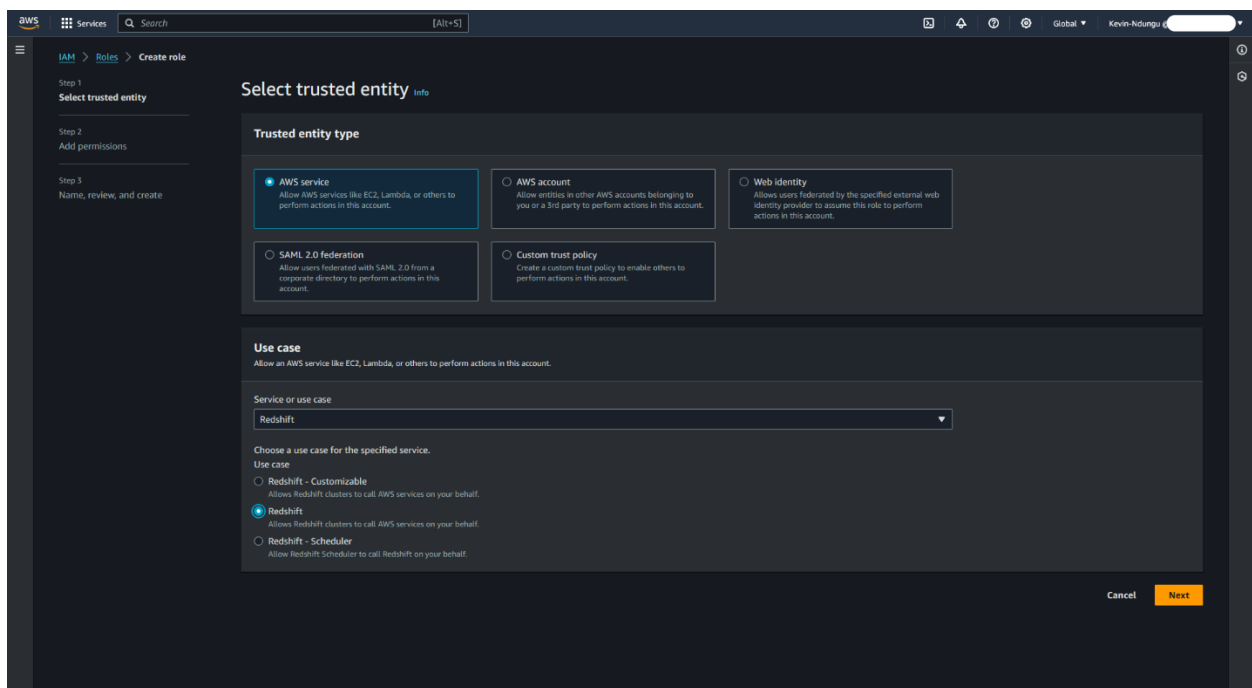 aws
Services
Search
[Alt+S]
Global
Kevin-Ndungu @
IAM > Roles > Create role
Step 1
Select trusted entity
Step 2
Add permissions
Step 3
Name, review, and create
Select trusted entity Info
Trusted entity type
AWS service
Allow AWS services like EC2, Lambda, or others to
perform actions in this account.
AWS account
Allow entities in other AWS accounts belonging to
you or a 3rd party to perform actions in this account.
Web identity
Allows users federated by the specified external web
identity provider to assume this role to perform
actions in this account.
SAML 2.0 federation
Allow users federated with SAML 2.0 from a
corporate directory to perform actions in this
account.
Custom trust policy
Create a custom trust policy to enable others to
perform actions in this account.
Use case
Allow an AWS service like EC2, Lambda, or others to perform actions in this account.
Service or use case
Redshift
Choose a use case for the specified service.
Use case
Redshift - Customizable
Allows Redshift clusters to call AWS services on your behalf.
Redshift
Allows Redshift clusters to call AWS services on your behalf.
Redshift - Scheduler
Allow Redshift Scheduler to call Redshift on your behalf.
Cancel
Next